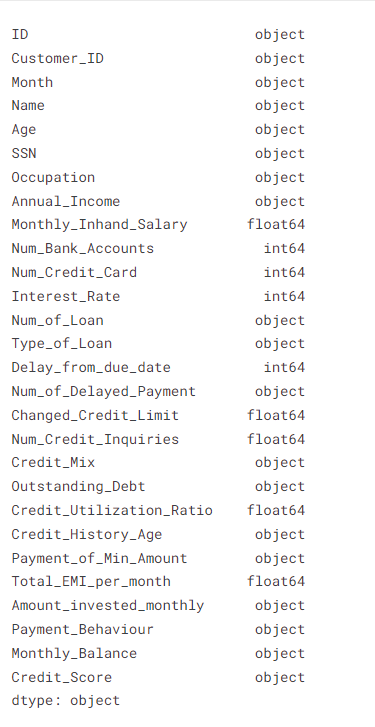 ID object
Customer_ID object
Month object
Name object
Age object
SSN object
Occupation object
Annual_Income object
Monthly_Inhand_Salary float64
Num_Bank_Accounts int64
Num_Credit_Card int64
Interest_Rate int64
Num_of_Loan object
Type_of_Loan object
Delay_from_due_date int64
Num_of_Delayed_Payment object
Changed_Credit_Limit float64
Num_Credit_Inquiries float64
Credit_Mix object
Outstanding_Debt object
Credit_Utilization_Ratio float64
Credit_History_Age object
Payment_of_Min_Amount object
Total_EMI_per_month float64
Amount_invested_monthly object
Payment_Behaviour object
Monthly_Balance object
Credit_Score object
dtype: object